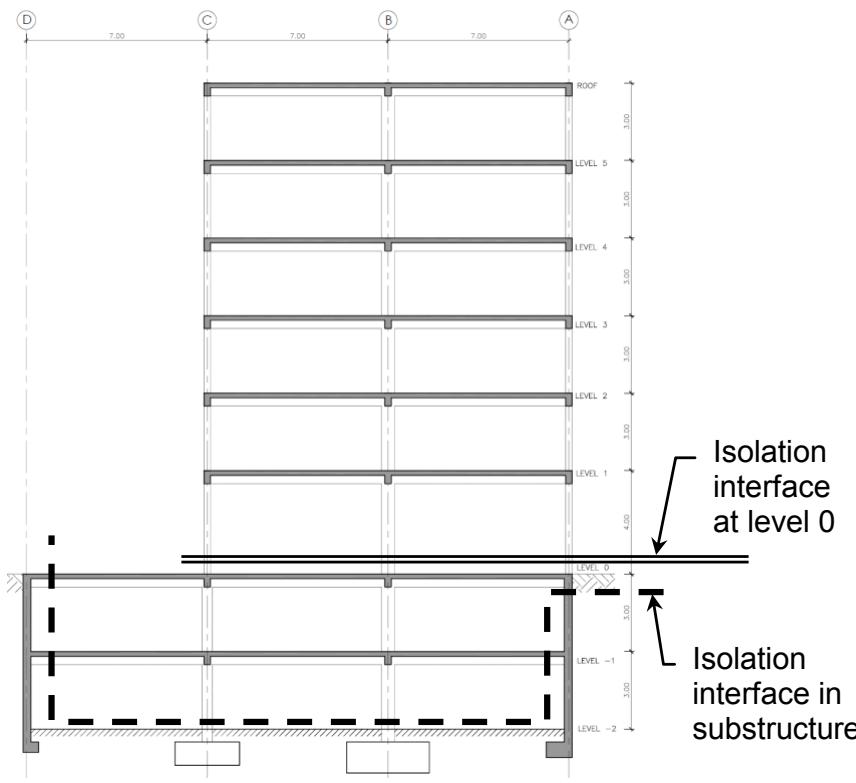 D
C
B
A
7.00
7.00
7.00
ROOF
3.00
LEVEL 5
3.00
LEVEL 4
3.00
LEVEL 3
3.00
LEVEL 2
3.00
LEVEL 1
4.00
Isolation
interface
at level 0
LEVEL 0
3.00
LEVEL -1
3.00
Isolation
interface in
substructure
LEVEL -2